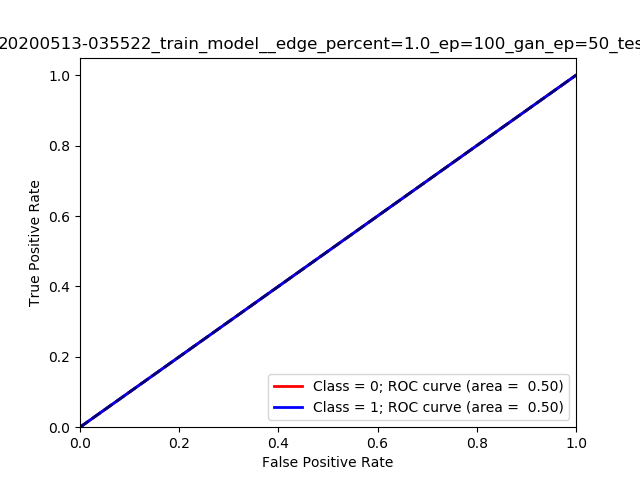 20200513-035522_train_model__edge_percent=1.0_ep=100_gan_ep=50_tes
1.0
0.8
0.6
0.4
0.2
0.0
True Positive Rate
Class = 0; ROC curve (area =  0.50)
Class = 1; ROC curve (area =  0.50)
0.0 0.2 0.4 0.6 0.8 1.0
False Positive Rate